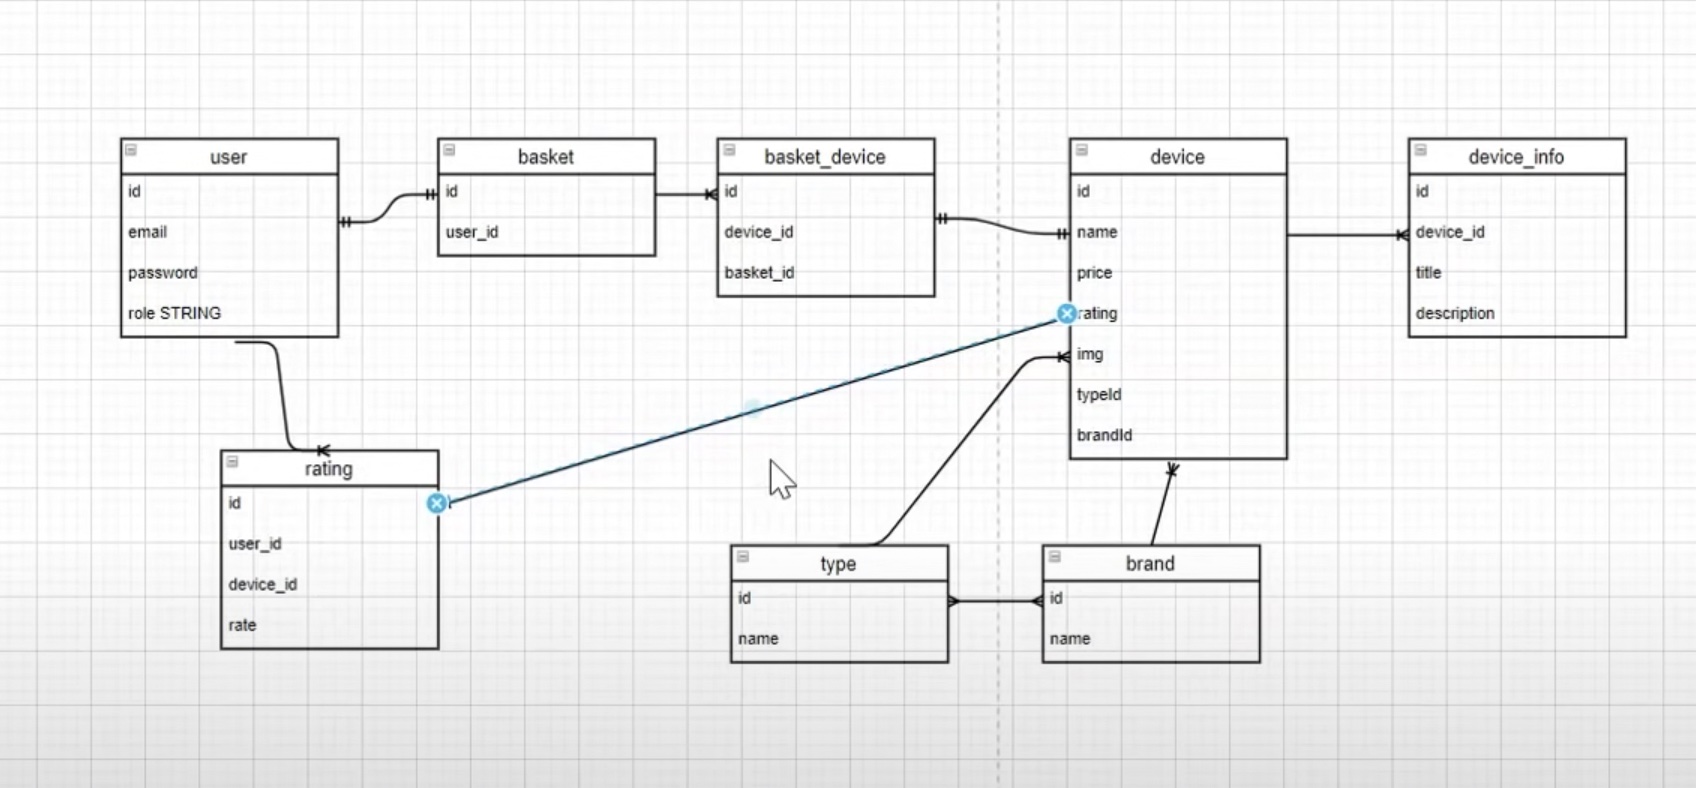 user
id
email
password
role STRING
basket
id
user_id
basket_device
id
device_id
basket_id
device
id
name
price
rating
img
typeId
brandId
device_info
id
device_id
title
description
rating
id
user_id
device_id
rate
type
id
name
brand
id
name